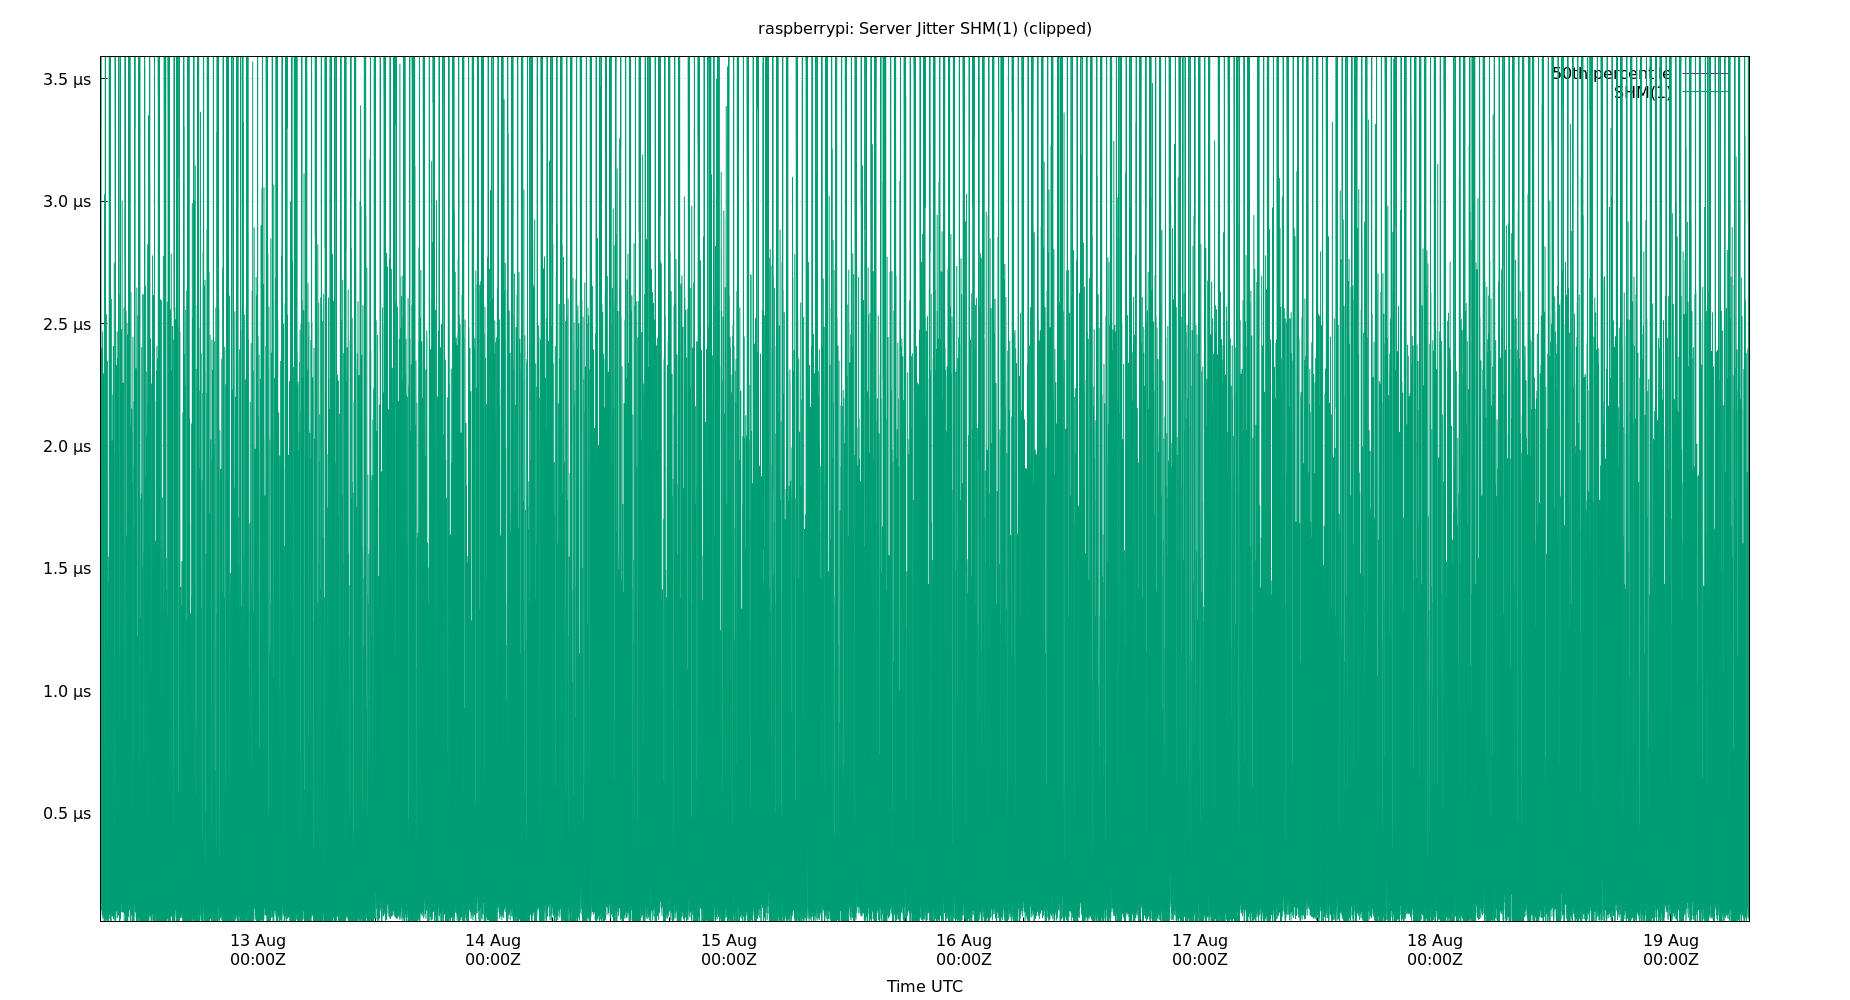 raspberrypi: Server Jitter SHM(1) (clipped)
50th percentile
SHM(1)
3.5 µs
3.0 µs
2.5 µs
2.0 µs
1.5 µs
1.0 µs
0.5 µs
13 Aug 14 Aug 15 Aug 16 Aug 17 Aug 18 Aug 19 Aug
00:00Z 00:00Z 00:00Z 00:00Z 00:00Z 00:00Z 00:00Z
Time UTC